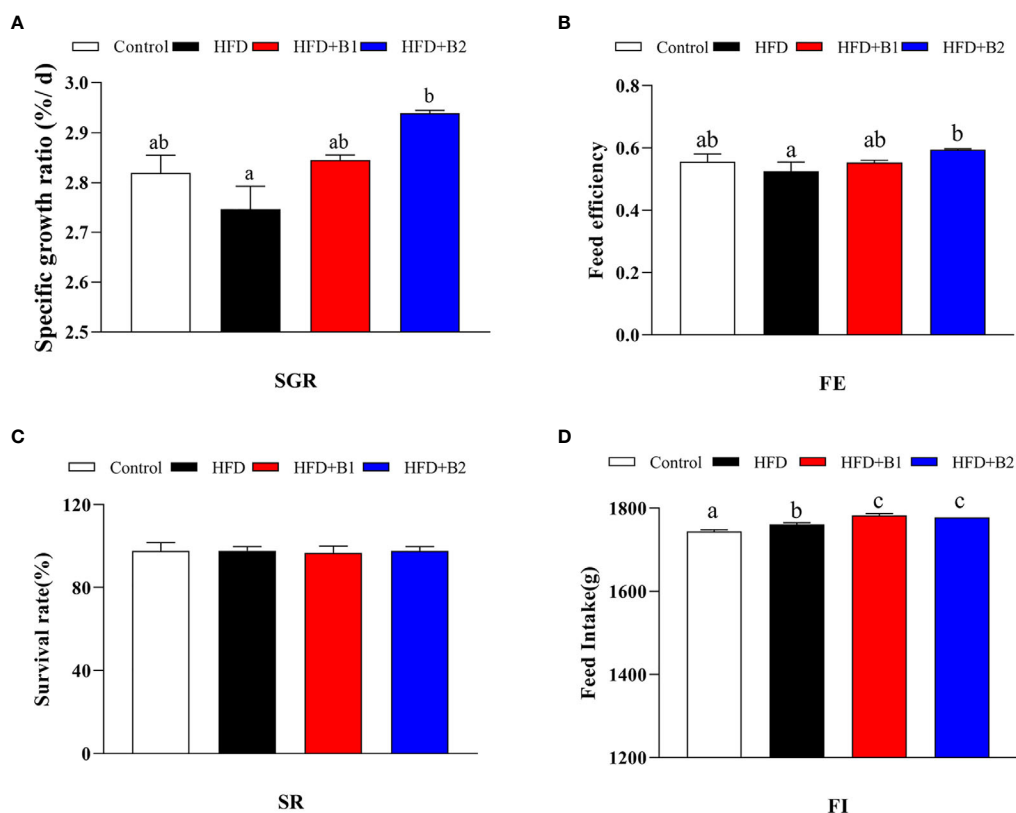 A
Control HFD HFD+B1 HFD+B2
Specific growth ratio (%/ d)
3.0
2.9
2.8
2.7
2.6
2.5
ab
a
ab
b
SGR
B
Control HFD HFD+B1 HFD+B2
Feed efficiency
0.8
0.6
0.4
0.2
0.0
ab
a
ab
b
FE
C
Control HFD HFD+B1 HFD+B2
Survival rate(%)
120
80
40
0
SR
D
Control HFD HFD+B1 HFD+B2
Feed Intake(g)
1800
1600
1400
1200
a
b
c
c
FI